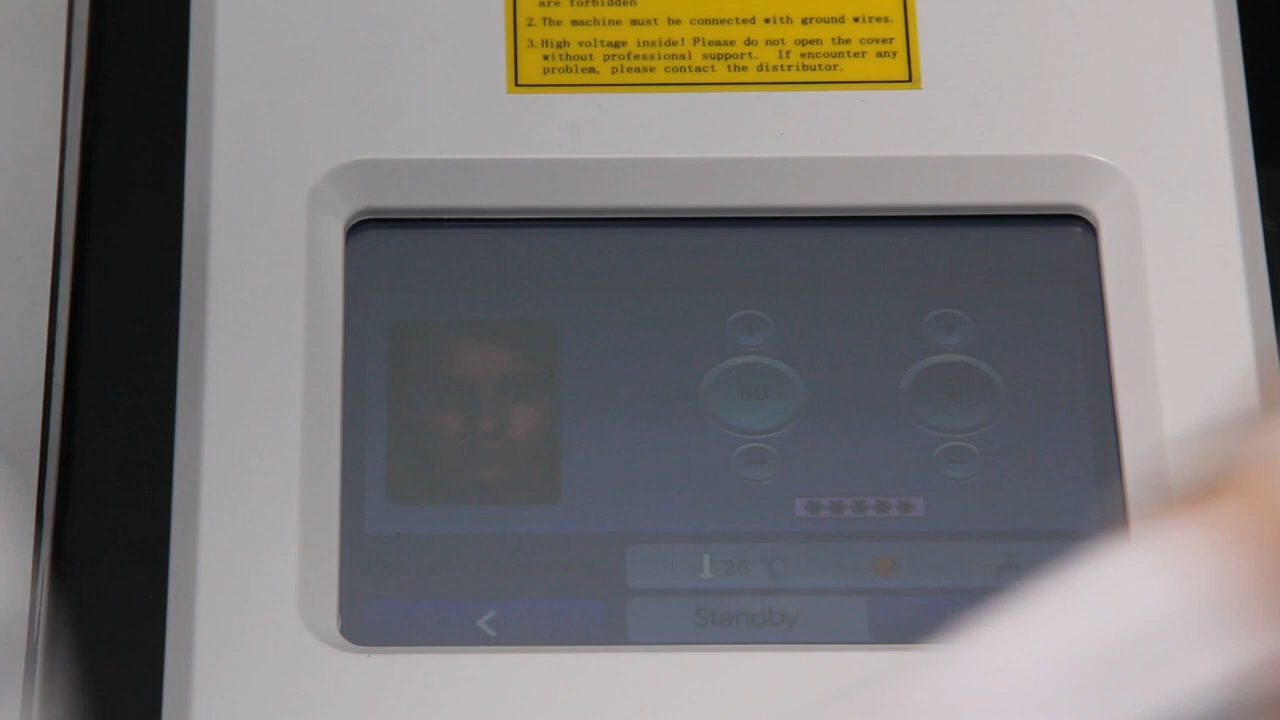 are forbidden
2. The machine must be connected with ground wires.
3. High voltage inside! Please do not open the cover
without professional support. If encounter any
problem, please contact the distributor.
+ +
60
- -
*****
26 °C
< Standby